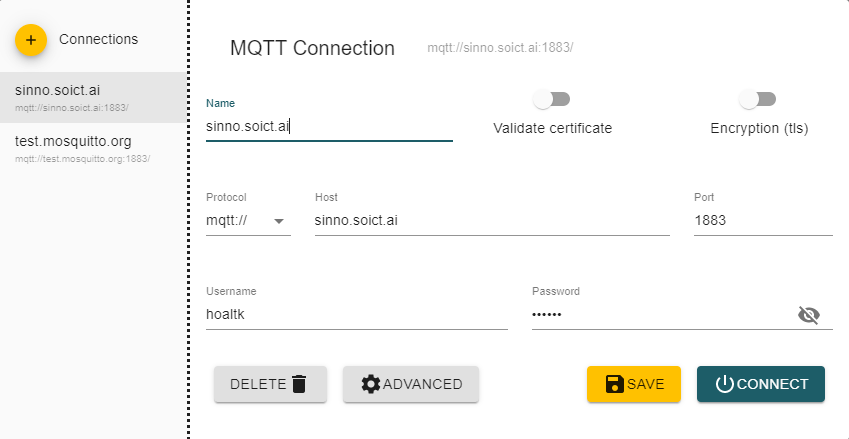 + Connections
sinno.soict.ai
mqtt://sinno.soict.ai:1883/
test.mosquitto.org
mqtt://test.mosquitto.org:1883/
MQTT Connection mqtt://sinno.soict.ai:1883/
Name
sinno.soict.ai
Validate certificate Encryption (tls)
Protocol Host Port
mqtt:// sinno.soict.ai 1883
Username Password
hoaltk ••••••
DELETE ADVANCED SAVE CONNECT